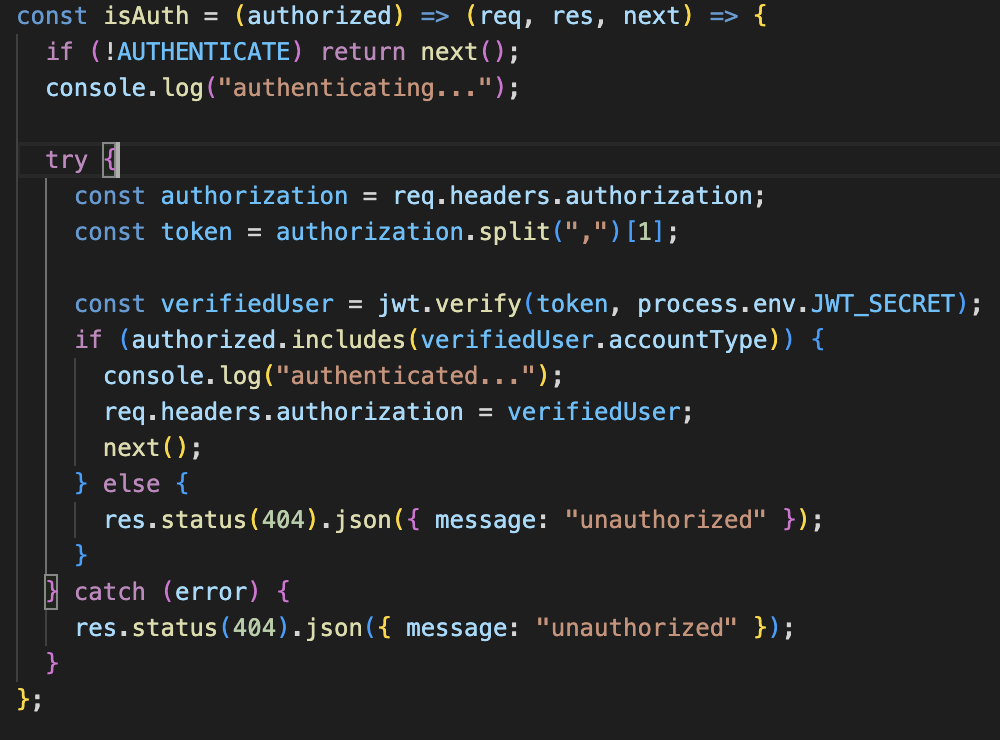 const isAuth = (authorized) => (req, res, next) => {
  if (!AUTHENTICATE) return next();
  console.log("authenticating...");

  try {
    const authorization = req.headers.authorization;
    const token = authorization.split(",")[1];

    const verifiedUser = jwt.verify(token, process.env.JWT_SECRET);
    if (authorized.includes(verifiedUser.accountType)) {
      console.log("authenticated...");
      req.headers.authorization = verifiedUser;
      next();
    } else {
      res.status(404).json({ message: "unauthorized" });
    }
  } catch (error) {
    res.status(404).json({ message: "unauthorized" });
  }
};